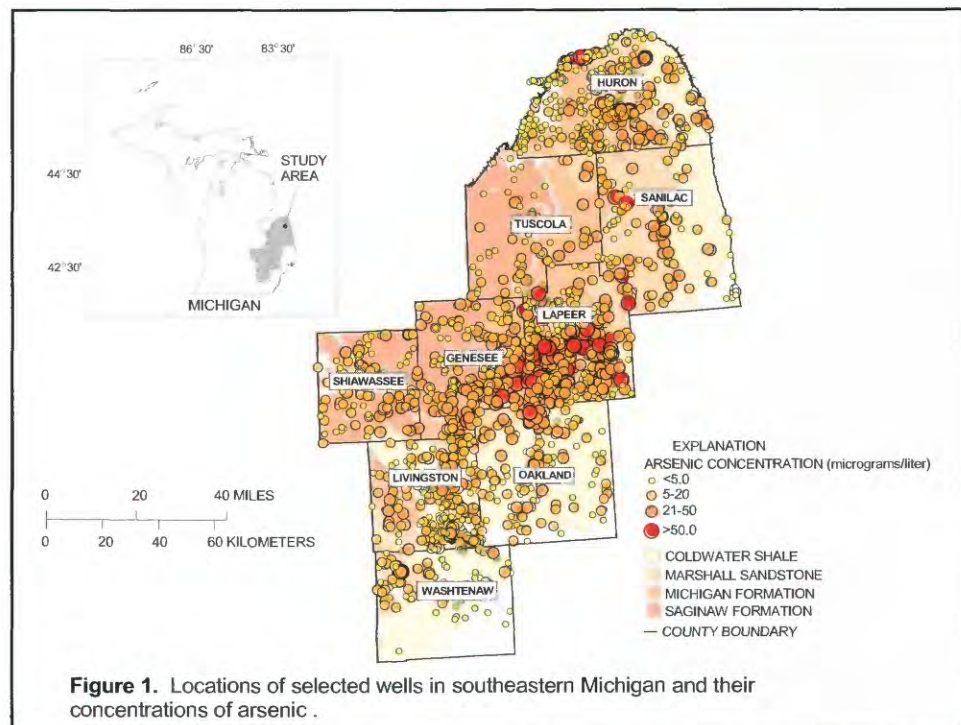 86°30' 83°30'
44°30'
42°30'
STUDY
AREA
MICHIGAN
HURON
SANILAC
TUSCOLA
LAPEER
GENESEE
SHIAWASSEE
LIVINGSTON
OAKLAND
WASHTENAW
0 20 40 MILES
0 20 40 60 KILOMETERS
EXPLANATION
ARSENIC CONCENTRATION (micrograms/liter)
<5.0
5-20
21-50
>50.0
COLDWATER SHALE
MARSHALL SANDSTONE
MICHIGAN FORMATION
SAGINAW FORMATION
COUNTY BOUNDARY
Figure 1. Locations of selected wells in southeastern Michigan and their
concentrations of arsenic .